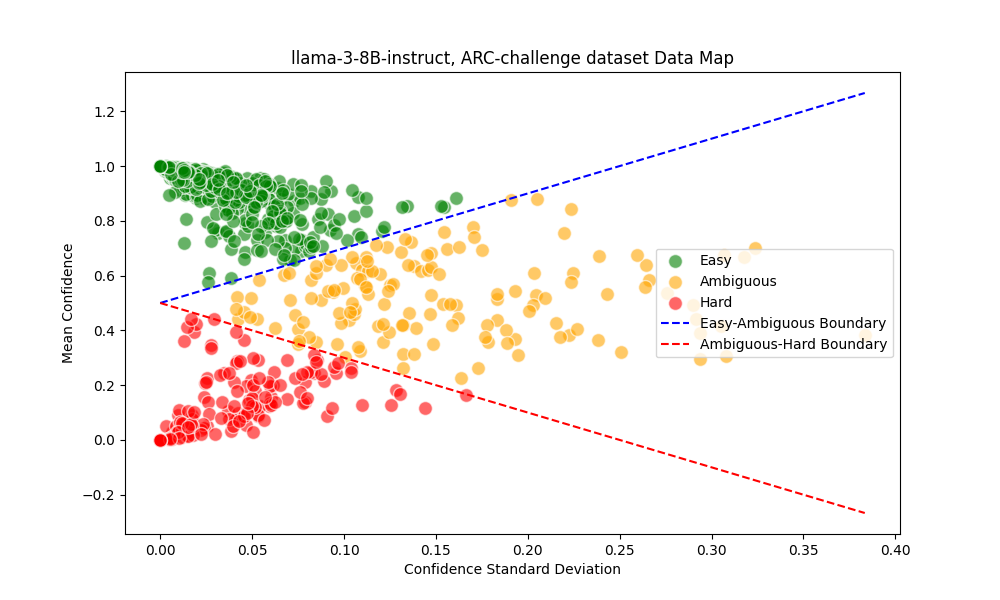 llama-3-8B-instruct, ARC-challenge dataset Data Map
Mean Confidence
1.2
1.0
0.8
0.6
0.4
0.2
0.0
−0.2
Easy
Ambiguous
Hard
Easy-Ambiguous Boundary
Ambiguous-Hard Boundary
0.00 0.05 0.10 0.15 0.20 0.25 0.30 0.35 0.40
Confidence Standard Deviation